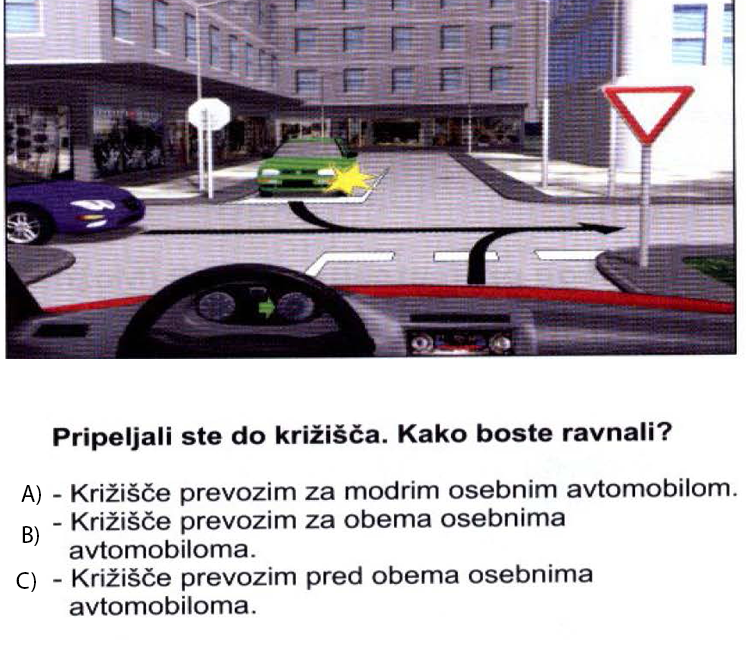 Pripeljali ste do križišča. Kako boste ravnali?
A) - Križišče prevozim za modrim osebnim avtomobilom.
B) - Križišče prevozim za obema osebnima
avtomobiloma.
C) - Križišče prevozim pred obema osebnima
avtomobiloma.